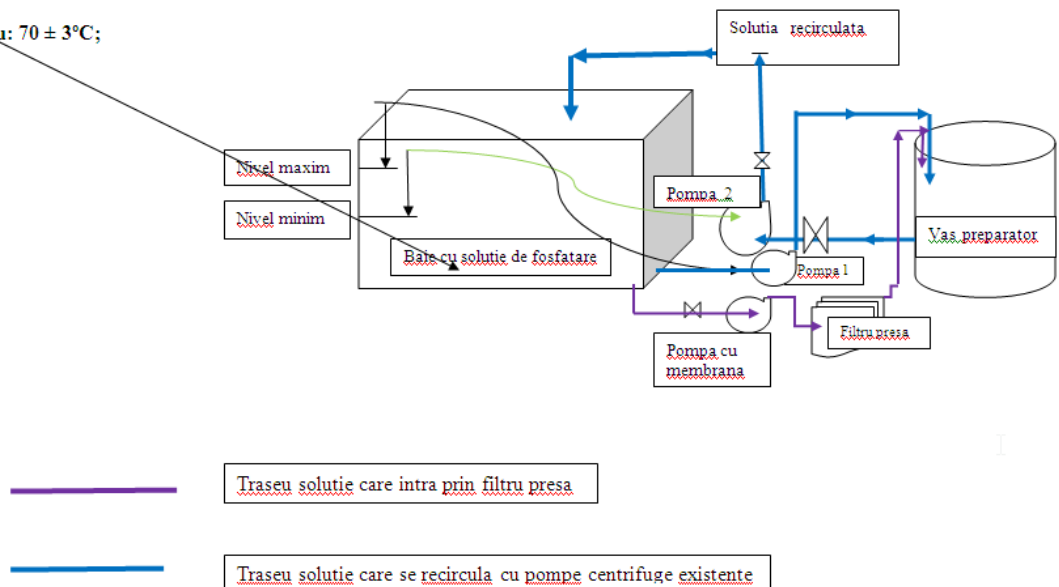 u: 70 ± 3ºC;
Solutia recirculata
Nivel maxim
Pompa 2
Nivel minim
Vas preparator
Baie cu solutie de fosfatare
Pompa 1
Filtru presa
Pompa cu
membrana
Traseu solutie care intra prin filtru presa
Traseu solutie care se recircula cu pompe centrifuge existente